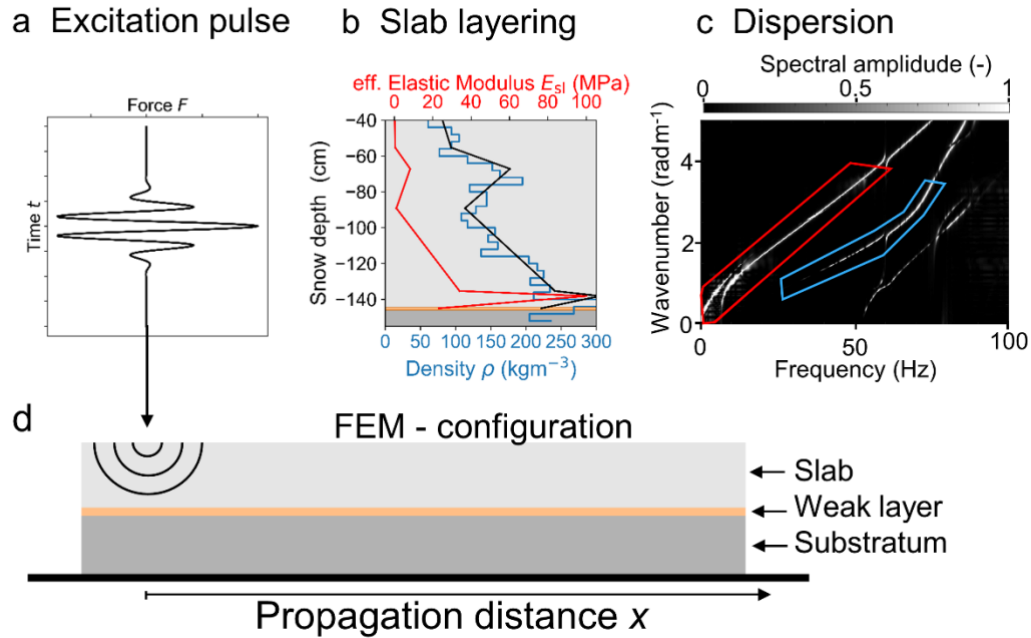 a Excitation pulse
Force F
Time t
b Slab layering
eff. Elastic Modulus E_sl (MPa)
0 20 40 60 80 100
Snow depth (cm)
−40
−60
−80
−100
−120
−140
0 50 100 150 200 250 300
Density ρ (kgm⁻³)
c Dispersion
Spectral amplidude (-)
0 0.5 1
Wavenumber (radm⁻¹)
4
2
0
0 50 100
Frequency (Hz)
d
FEM - configuration
Slab
Weak layer
Substratum
Propagation distance x